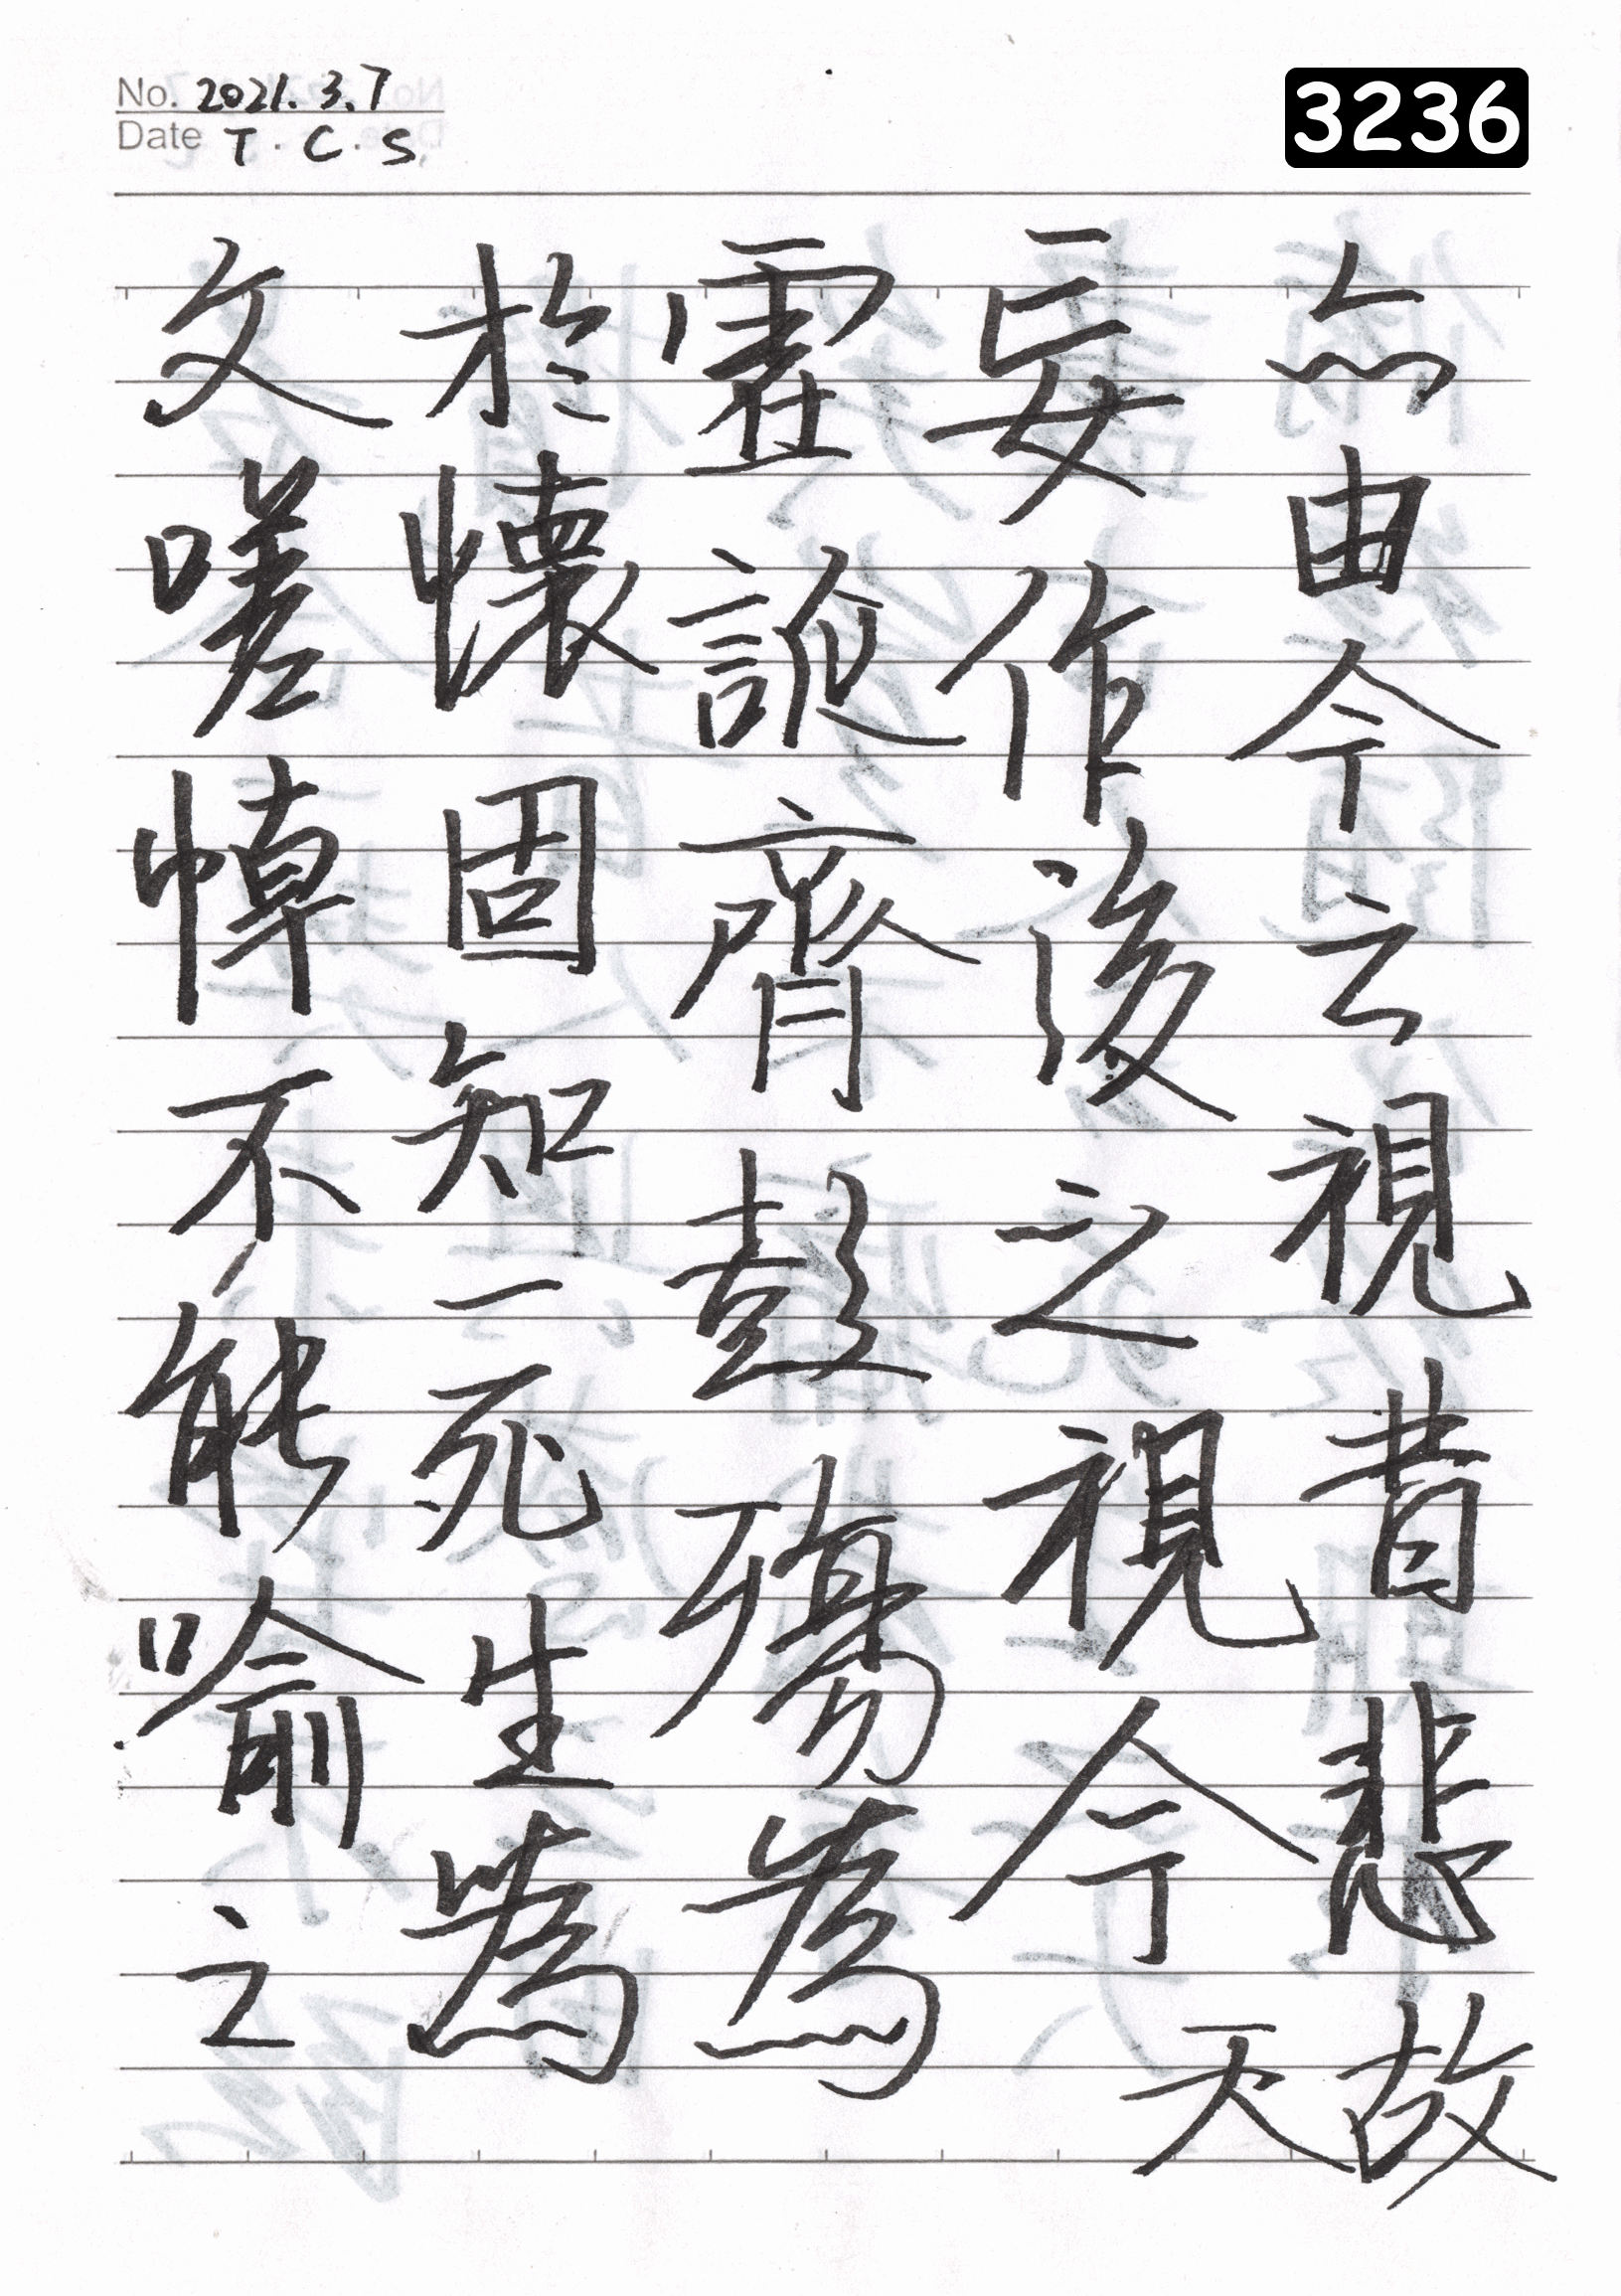 No. 2021.3.7
Date T.C.S.
3236
文嗟悼不能喻之
於懷固知一死生為
虛誕齊彭殤為
妄作後之視今
亦由今之視昔悲夫故